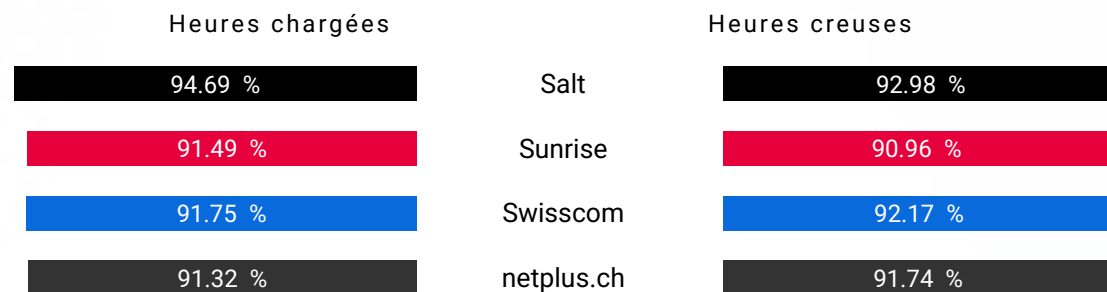 Heures chargées Heures creuses
94.69 % Salt 92.98 %
91.49 % Sunrise 90.96 %
91.75 % Swisscom 92.17 %
91.32 % netplus.ch 91.74 %